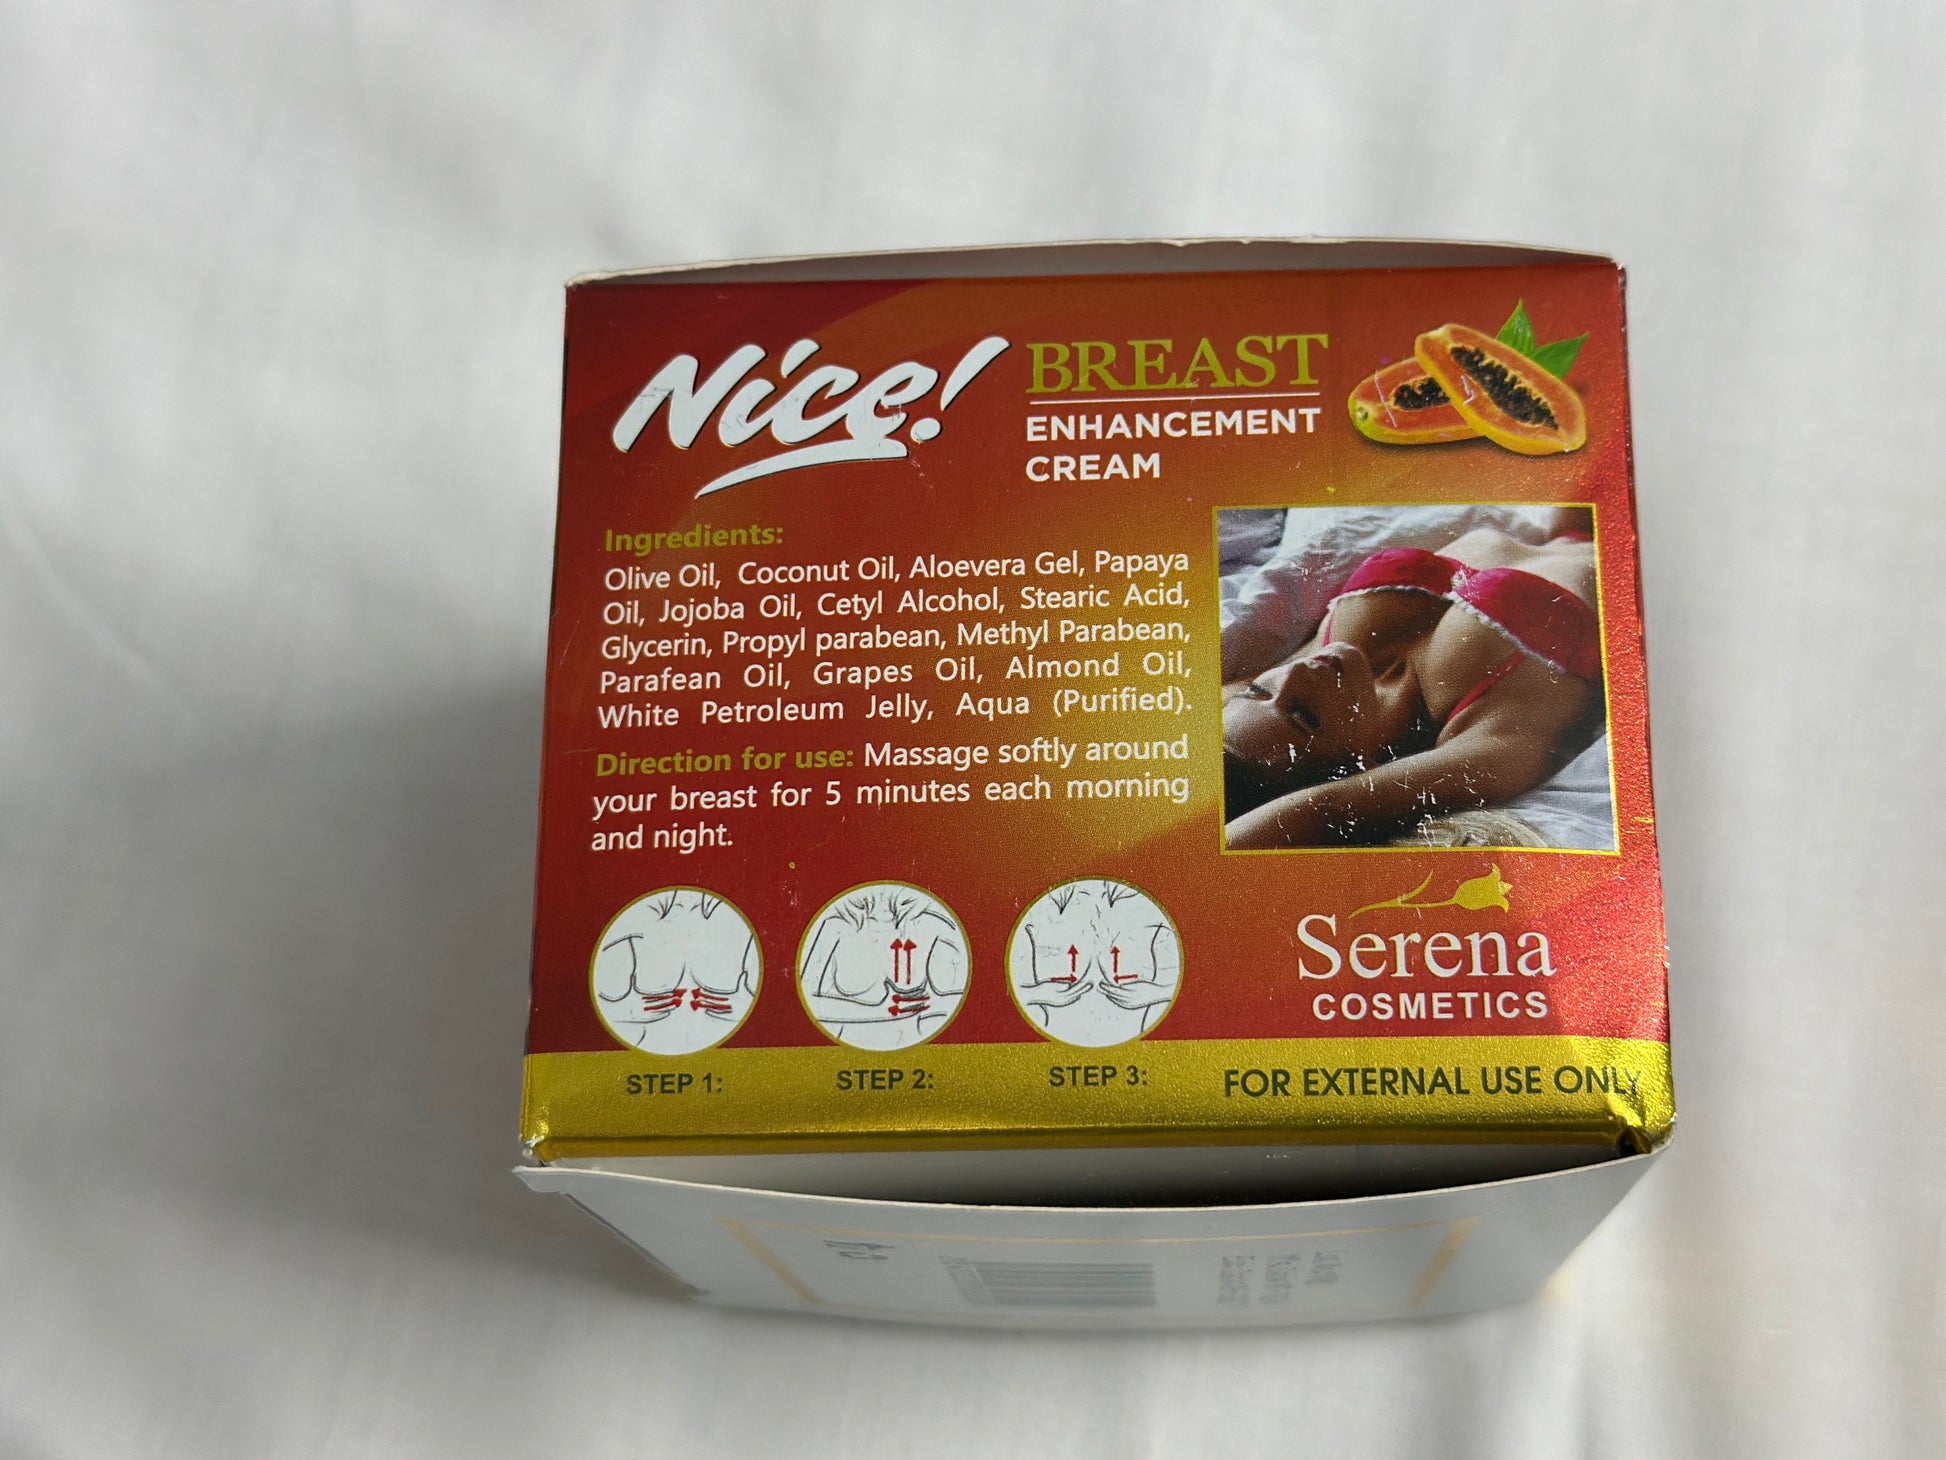 Nice!
BREAST
ENHANCEMENT
CREAM
Ingredients:
Olive Oil, Coconut Oil, Aloevera Gel, Papaya
Oil, Jojoba Oil, Cetyl Alcohol, Stearic Acid,
Glycerin, Propyl parabean, Methyl Parabean,
Parafean Oil, Grapes Oil, Almond Oil,
White Petroleum Jelly, Aqua (Purified).
Direction for use: Massage softly around
your breast for 5 minutes each morning
and night.
Serena
COSMETICS
STEP 1:
STEP 2:
STEP 3:
FOR EXTERNAL USE ONLY